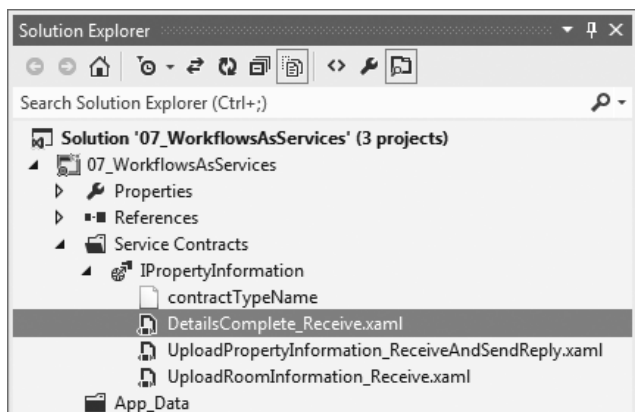 Solution Explorer
Search Solution Explorer (Ctrl+;)
Solution '07_WorkflowsAsServices' (3 projects)
07_WorkflowsAsServices
Properties
References
Service Contracts
IPropertyInformation
contractTypeName
DetailsComplete_Receive.xaml
UploadPropertyInformation_ReceiveAndSendReply.xaml
UploadRoomInformation_Receive.xaml
App_Data